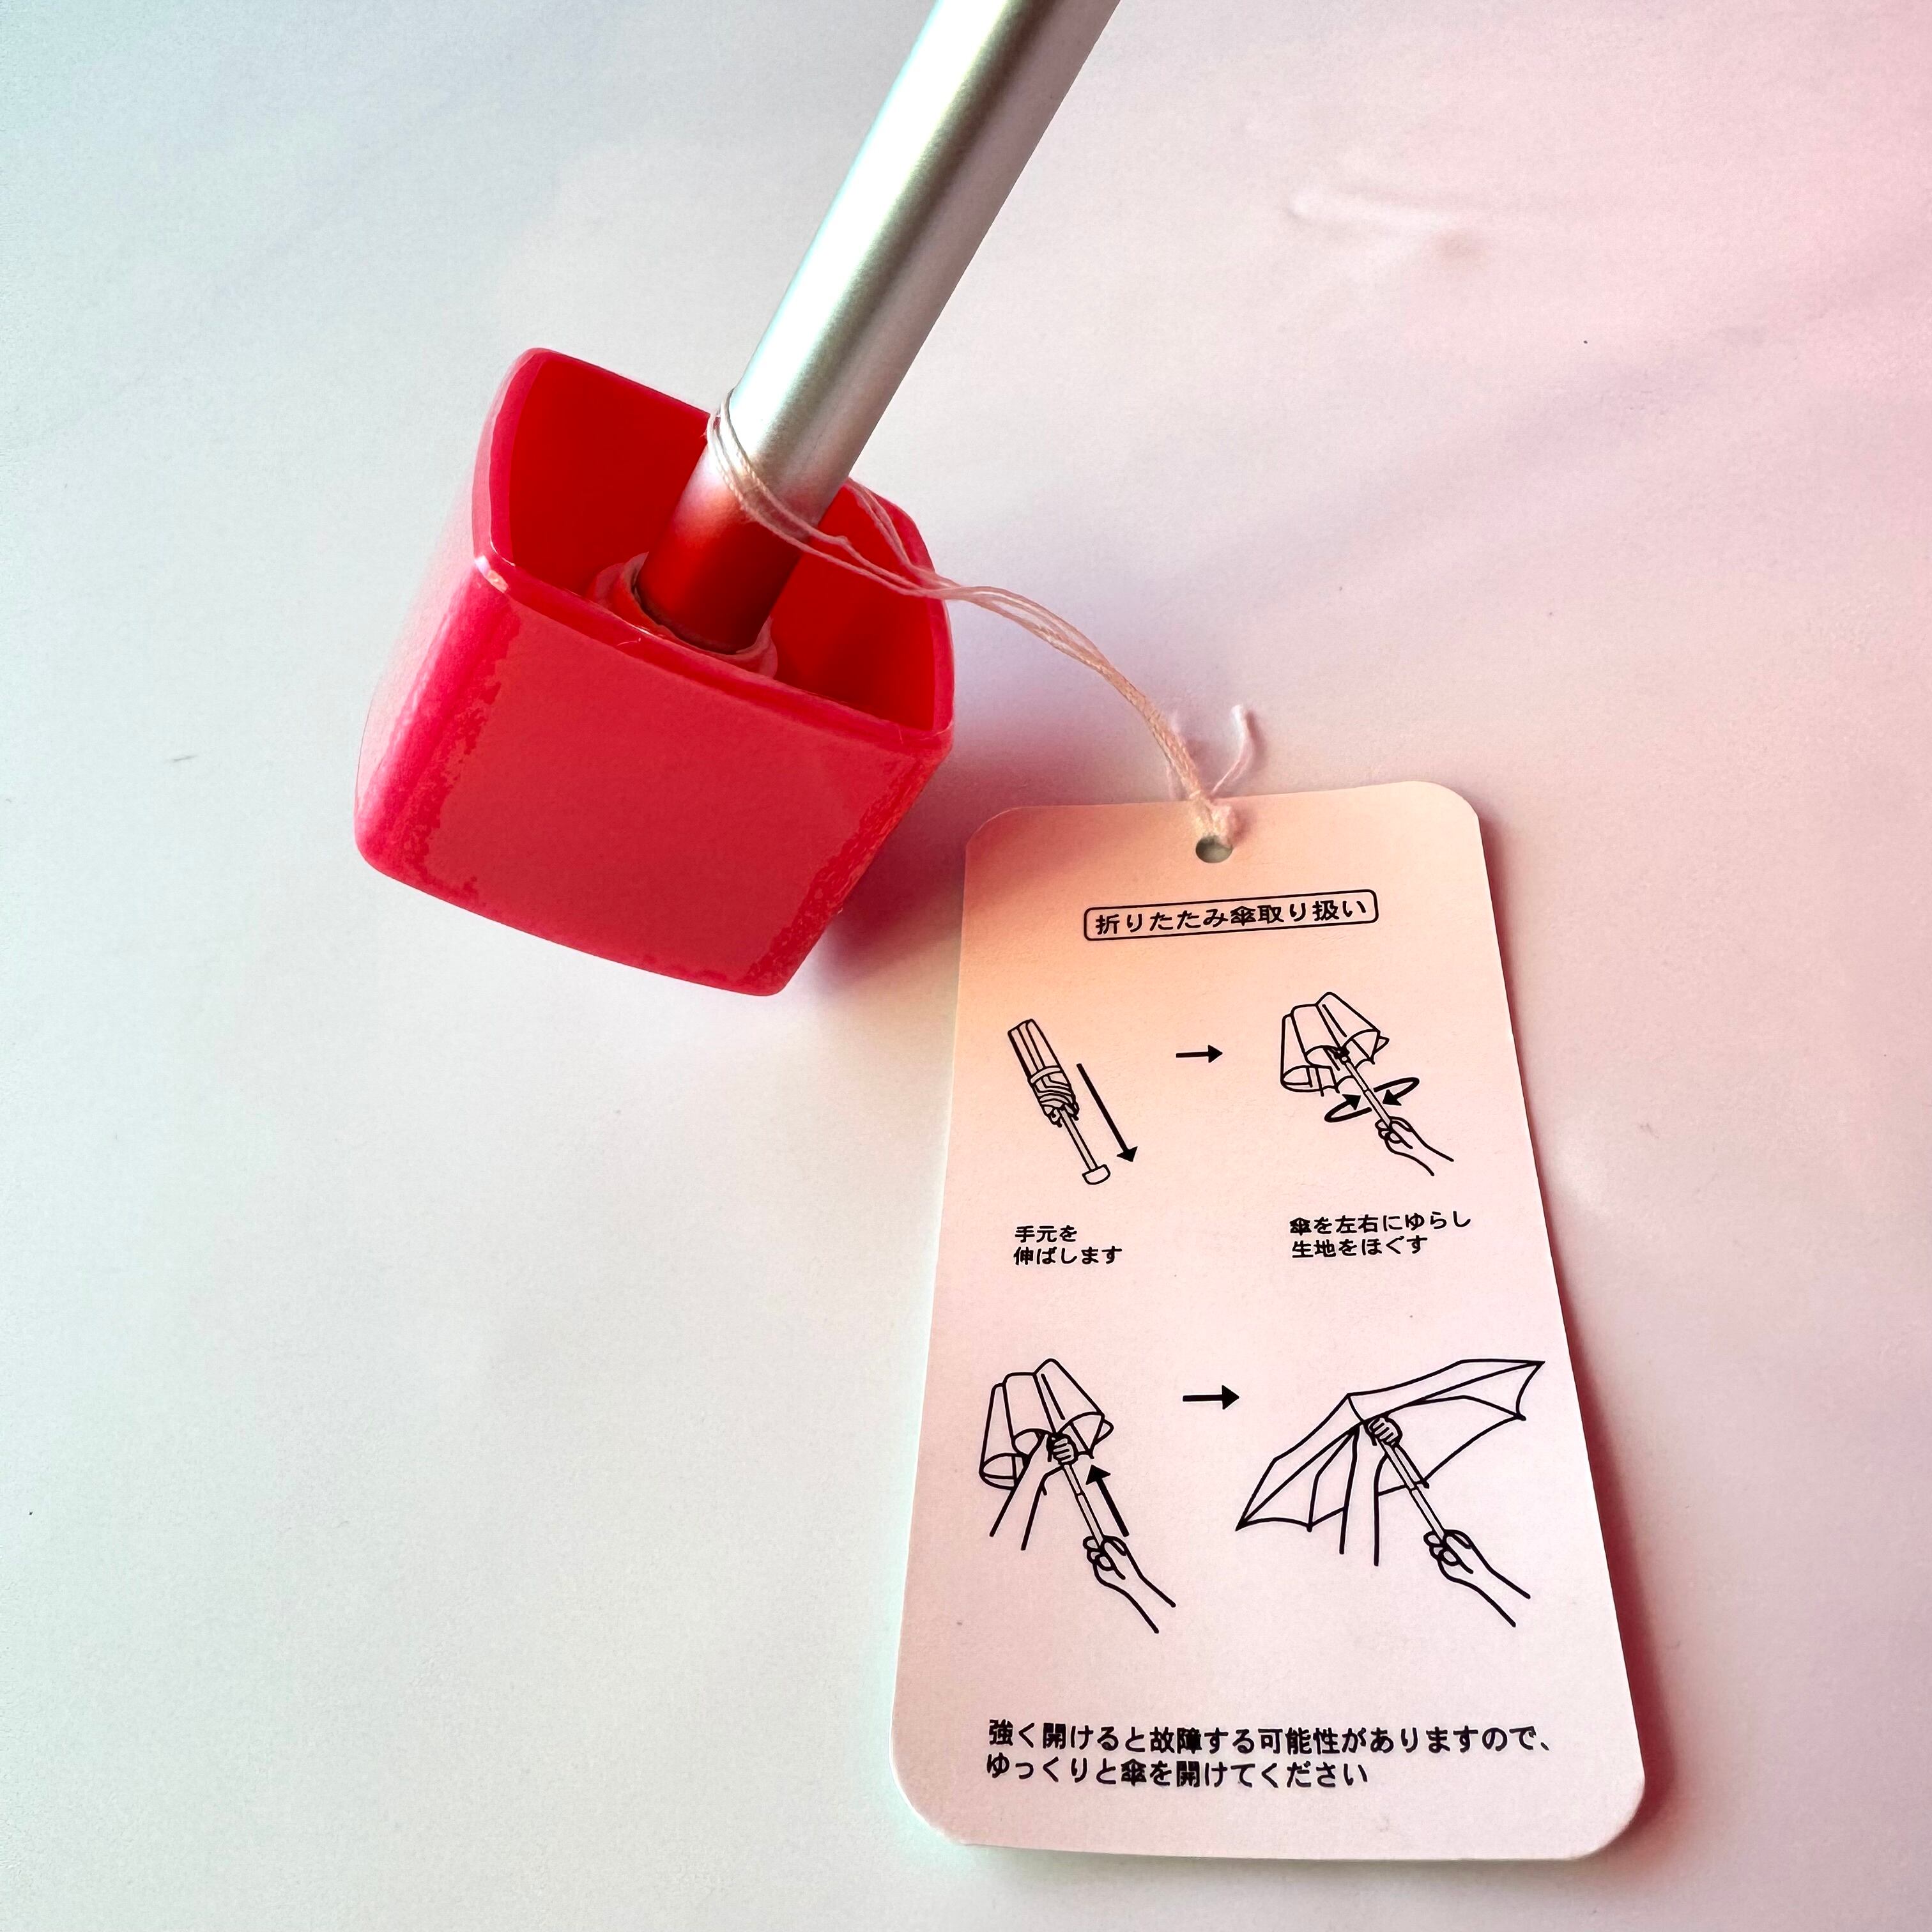 折りたたみ傘取り扱い
手元を
伸ばします
傘を左右にゆらし
生地をほぐす
強く開けると故障する可能性がありますので、
ゆっくりと傘を開けてください